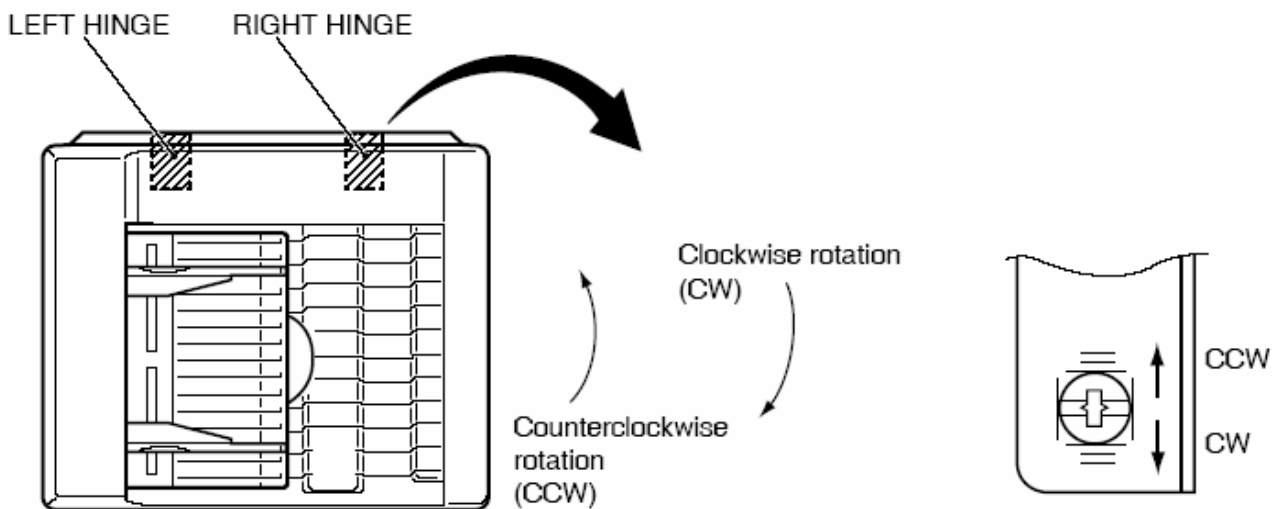 LEFT HINGE
RIGHT HINGE
Clockwise rotation
(CW)
Counterclockwise
rotation
(CCW)
CCW
CW